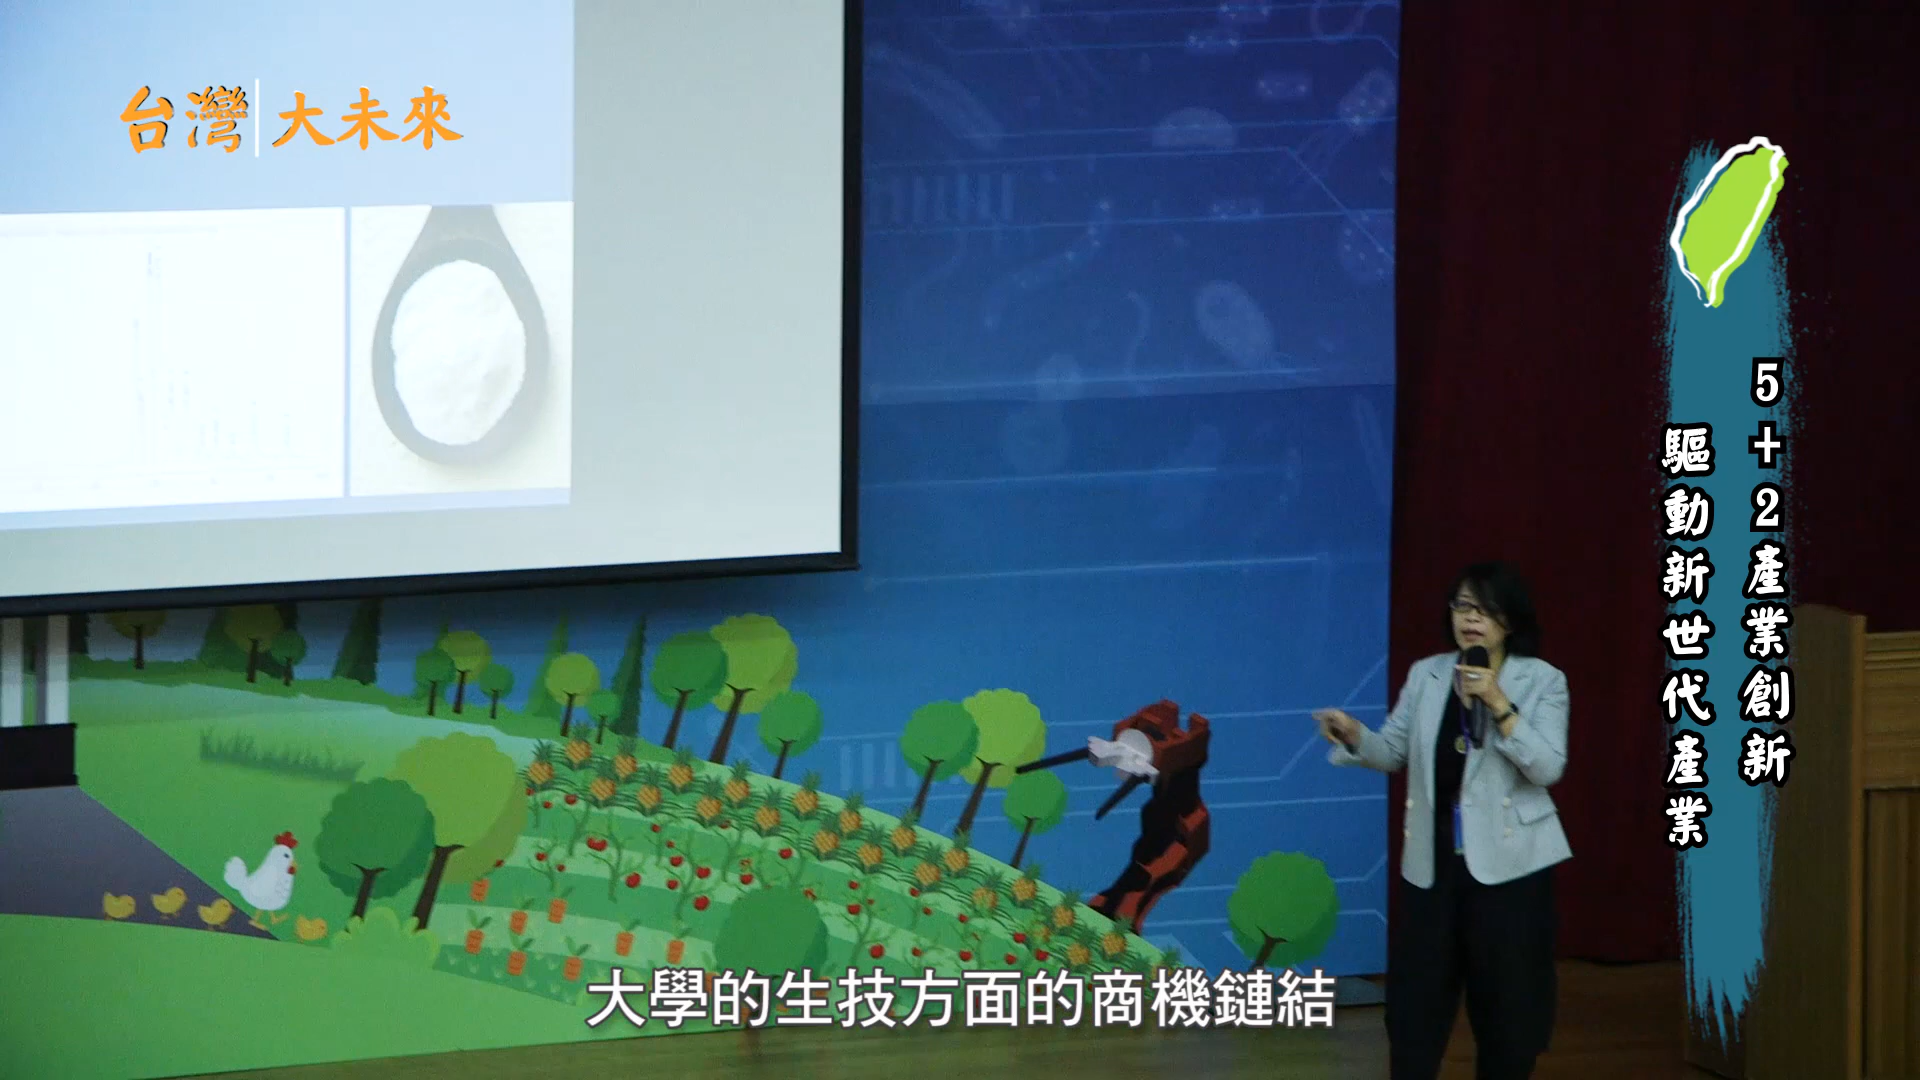 台灣|大未來
5+2產業創新
驅動新世代產業
大學的生技方面的商機鏈結